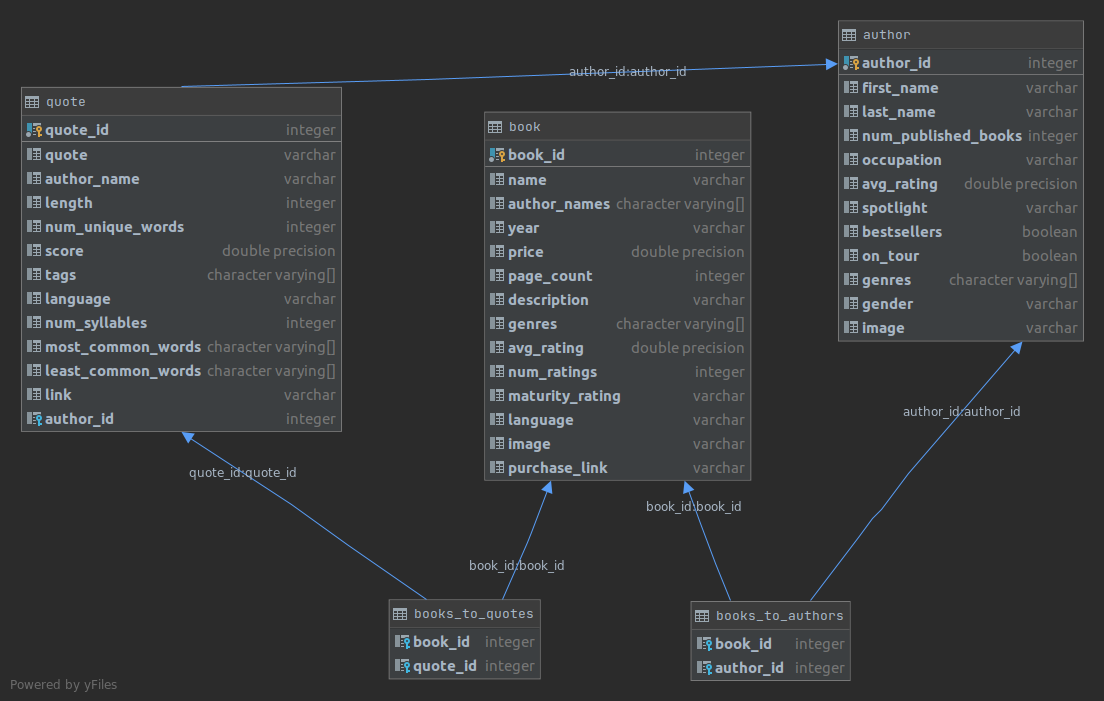 author
author_id integer
first_name varchar
last_name varchar
num_published_books integer
occupation varchar
avg_rating double precision
spotlight varchar
bestsellers boolean
on_tour boolean
genres character varying[]
gender varchar
image varchar
author_id:author_id
quote
quote_id integer
quote varchar
author_name varchar
length integer
num_unique_words integer
score double precision
tags character varying[]
language varchar
num_syllables integer
most_common_words character varying[]
least_common_words character varying[]
link varchar
author_id integer
book
book_id integer
name varchar
author_names character varying[]
year varchar
price double precision
page_count integer
description varchar
genres character varying[]
avg_rating double precision
num_ratings integer
maturity_rating varchar
language varchar
image varchar
purchase_link varchar
author_id:author_id
quote_id:quote_id
book_id:book_id
book_id:book_id
books_to_quotes
book_id integer
quote_id integer
books_to_authors
book_id integer
author_id integer
Powered by yFiles